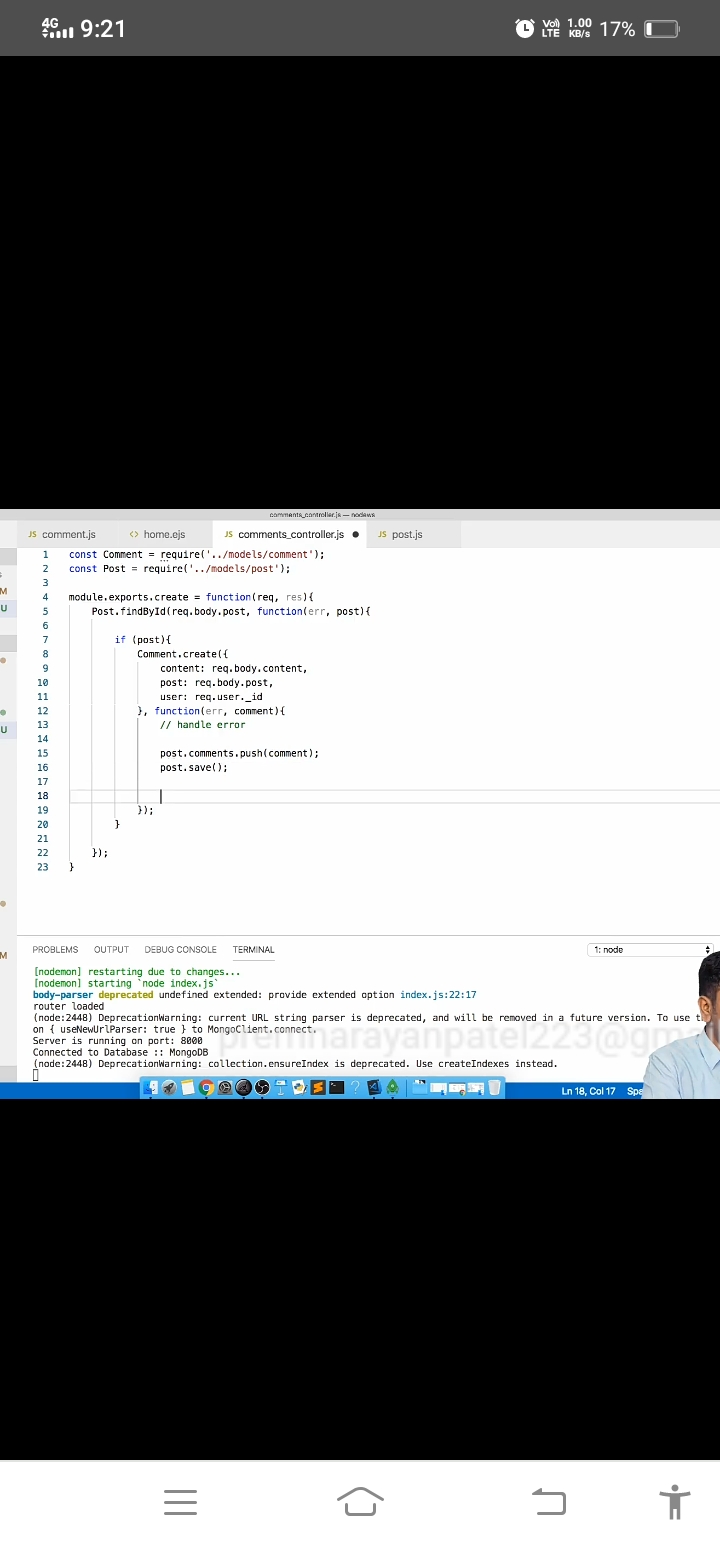 4G 9:21 Vo) LTE 1.00 KB/s 17%
comments_controller.js — nodews
JS comment.js <> home.ejs JS comments_controller.js ● JS post.js
1 const Comment = require('../models/comment');
2 const Post = require('../models/post');
3
4 module.exports.create = function(req, res){
5 Post.findById(req.body.post, function(err, post){
6
7 if (post){
8 Comment.create({
9 content: req.body.content,
10 post: req.body.post,
11 user: req.user._id
12 }, function(err, comment){
13 // handle error
14
15 post.comments.push(comment);
16 post.save();
17
18
19 });
20 }
21
22 });
23 }
M
U
U
M
PROBLEMS OUTPUT DEBUG CONSOLE TERMINAL 1: node
[nodemon] restarting due to changes...
[nodemon] starting `node index.js`
body-parser deprecated undefined extended: provide extended option index.js:22:17
router loaded
(node:2448) DeprecationWarning: current URL string parser is deprecated, and will be removed in a future version. To use t
on { useNewUrlParser: true } to MongoClient.connect.
Server is running on port: 8000
Connected to Database :: MongoDB
(node:2448) DeprecationWarning: collection.ensureIndex is deprecated. Use createIndexes instead.
Ln 18, Col 17 Spa